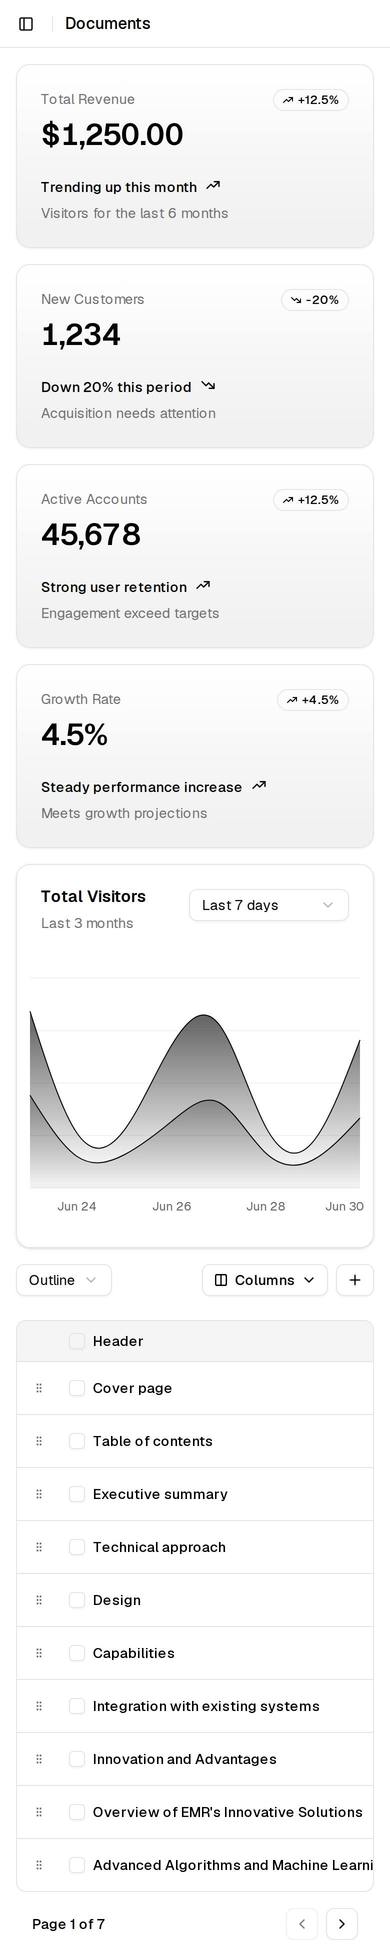 Documents
Total Revenue
+12.5%
$1,250.00
Trending up this month
Visitors for the last 6 months
New Customers
-20%
1,234
Down 20% this period
Acquisition needs attention
Active Accounts
+12.5%
45,678
Strong user retention
Engagement exceed targets
Growth Rate
+4.5%
4.5%
Steady performance increase
Meets growth projections
Total Visitors
Last 7 days
Last 3 months
Jun 24 Jun 26 Jun 28 Jun 30
Outline
Columns
Header
Cover page
Table of contents
Executive summary
Technical approach
Design
Capabilities
Integration with existing systems
Innovation and Advantages
Overview of EMR's Innovative Solutions
Advanced Algorithms and Machine Learni
Page 1 of 7